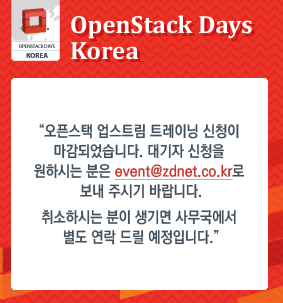 OpenStack Days
Korea
OPENSTACK DAYS
KOREA
“오픈스택 업스트림 트레이닝 신청이
마감되었습니다. 대기자 신청을
원하시는 분은 event@zdnet.co.kr로
보내 주시기 바랍니다.
취소하시는 분이 생기면 사무국에서
별도 연락 드릴 예정입니다.”